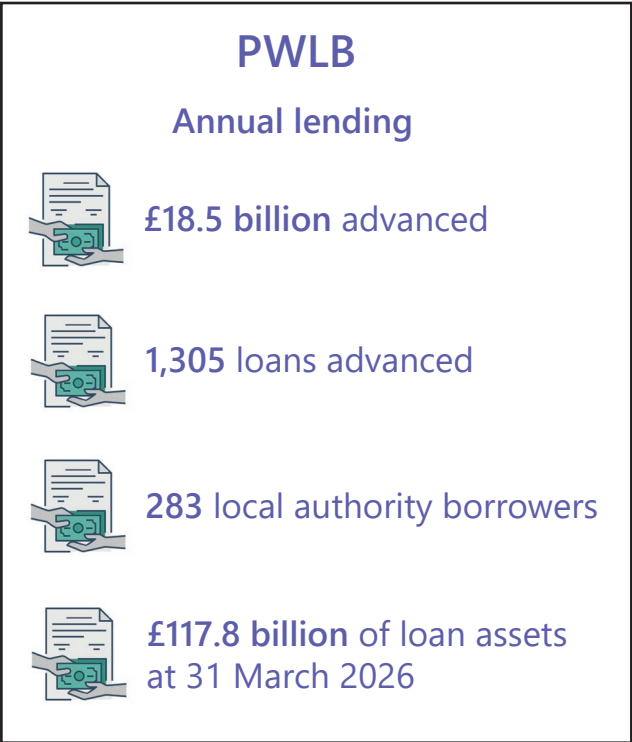 PWLB
Annual lending
£18.5 billion advanced
1,305 loans advanced
283 local authority borrowers
£117.8 billion of loan assets
at 31 March 2026